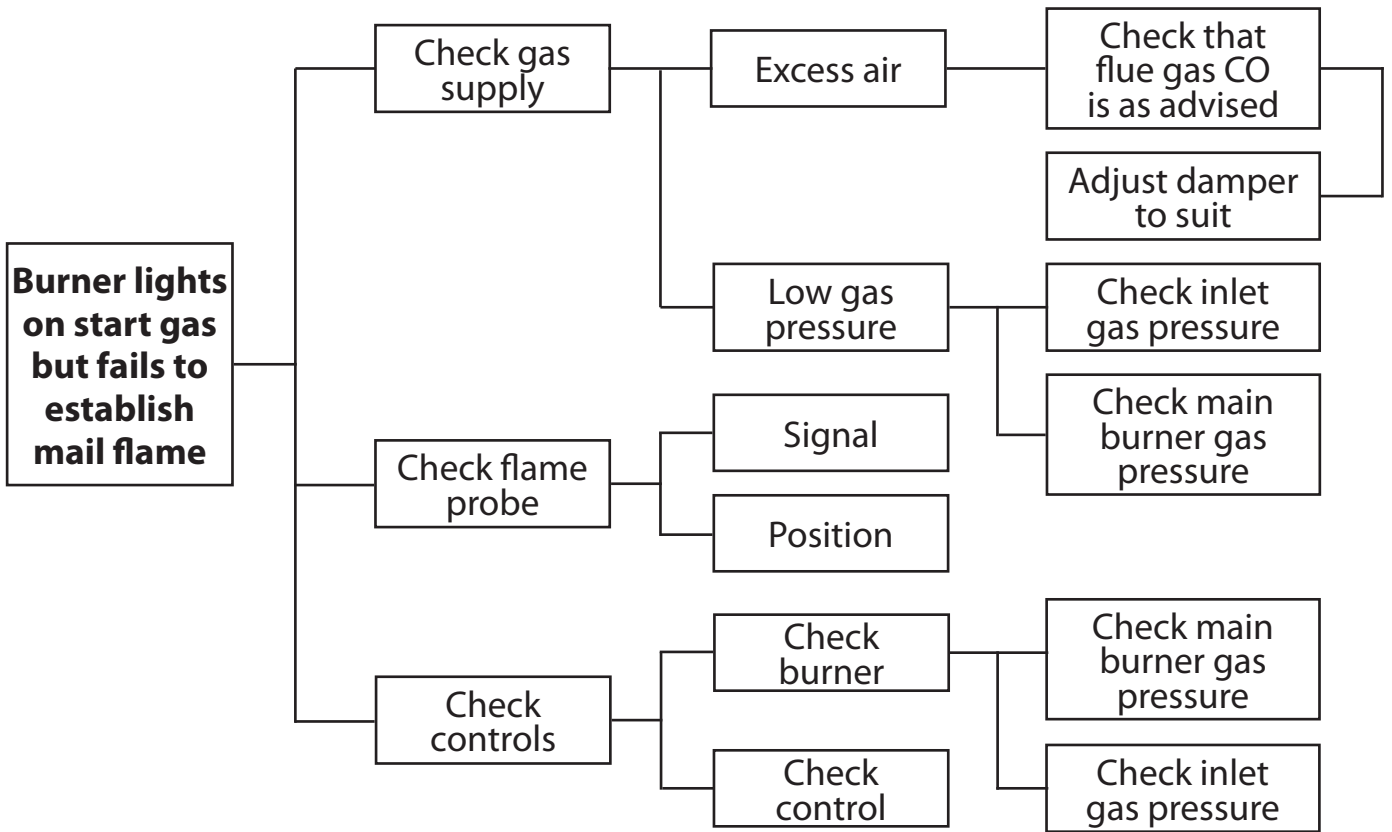 Burner lights
on start gas
but fails to
establish
mail flame
Check gas
supply
Excess air
Check that
flue gas CO
is as advised
Adjust damper
to suit
Low gas
pressure
Check inlet
gas pressure
Check main
burner gas
pressure
Check flame
probe
Signal
Position
Check
controls
Check
burner
Check main
burner gas
pressure
Check inlet
gas pressure
Check
control